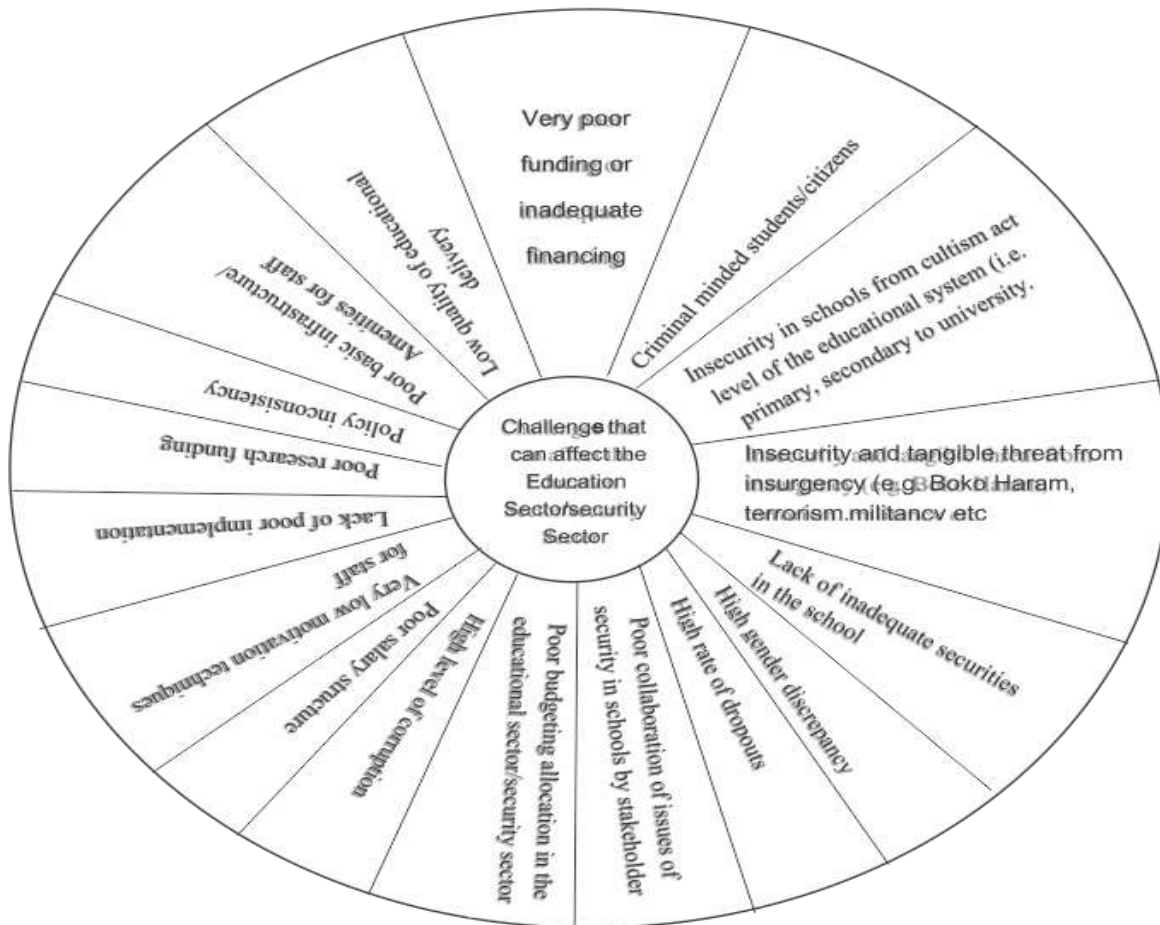 Very poor
funding or
inadequate
financing
Criminal minded students/citizens
Insecurity in schools from cultism act
level of the educational system (i.e.
primary, secondary to university.
Insecurity and tangible threat from
insurgency (e.g. Boko Haram,
terrorism.militancv etc
Lack of inadequate securities
in the school
High gender discrepancy
High rate of dropouts
Poor collaboration of issues of
security in schools by stakeholder
Poor budgeting allocation in the
educational sector/security sector
High level of corruption
Poor salary structure
Very low motivation techniques
for staff
Lack of poor implementation
Poor research funding
Policy inconsistency
Poor basic infrastructure/
Amenities for staff
Low quality of educational
delivery
Challenges that
can affect the
Education
Sector/security
Sector